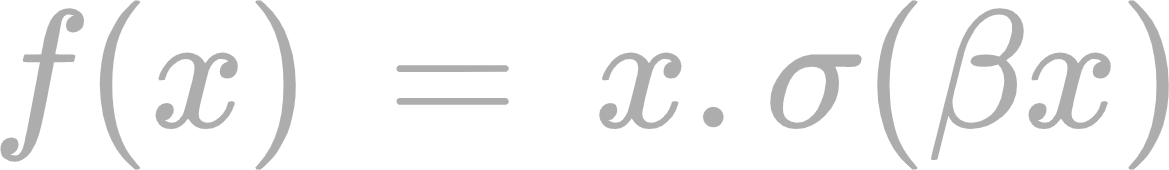 f(x) = x. σ(βx)